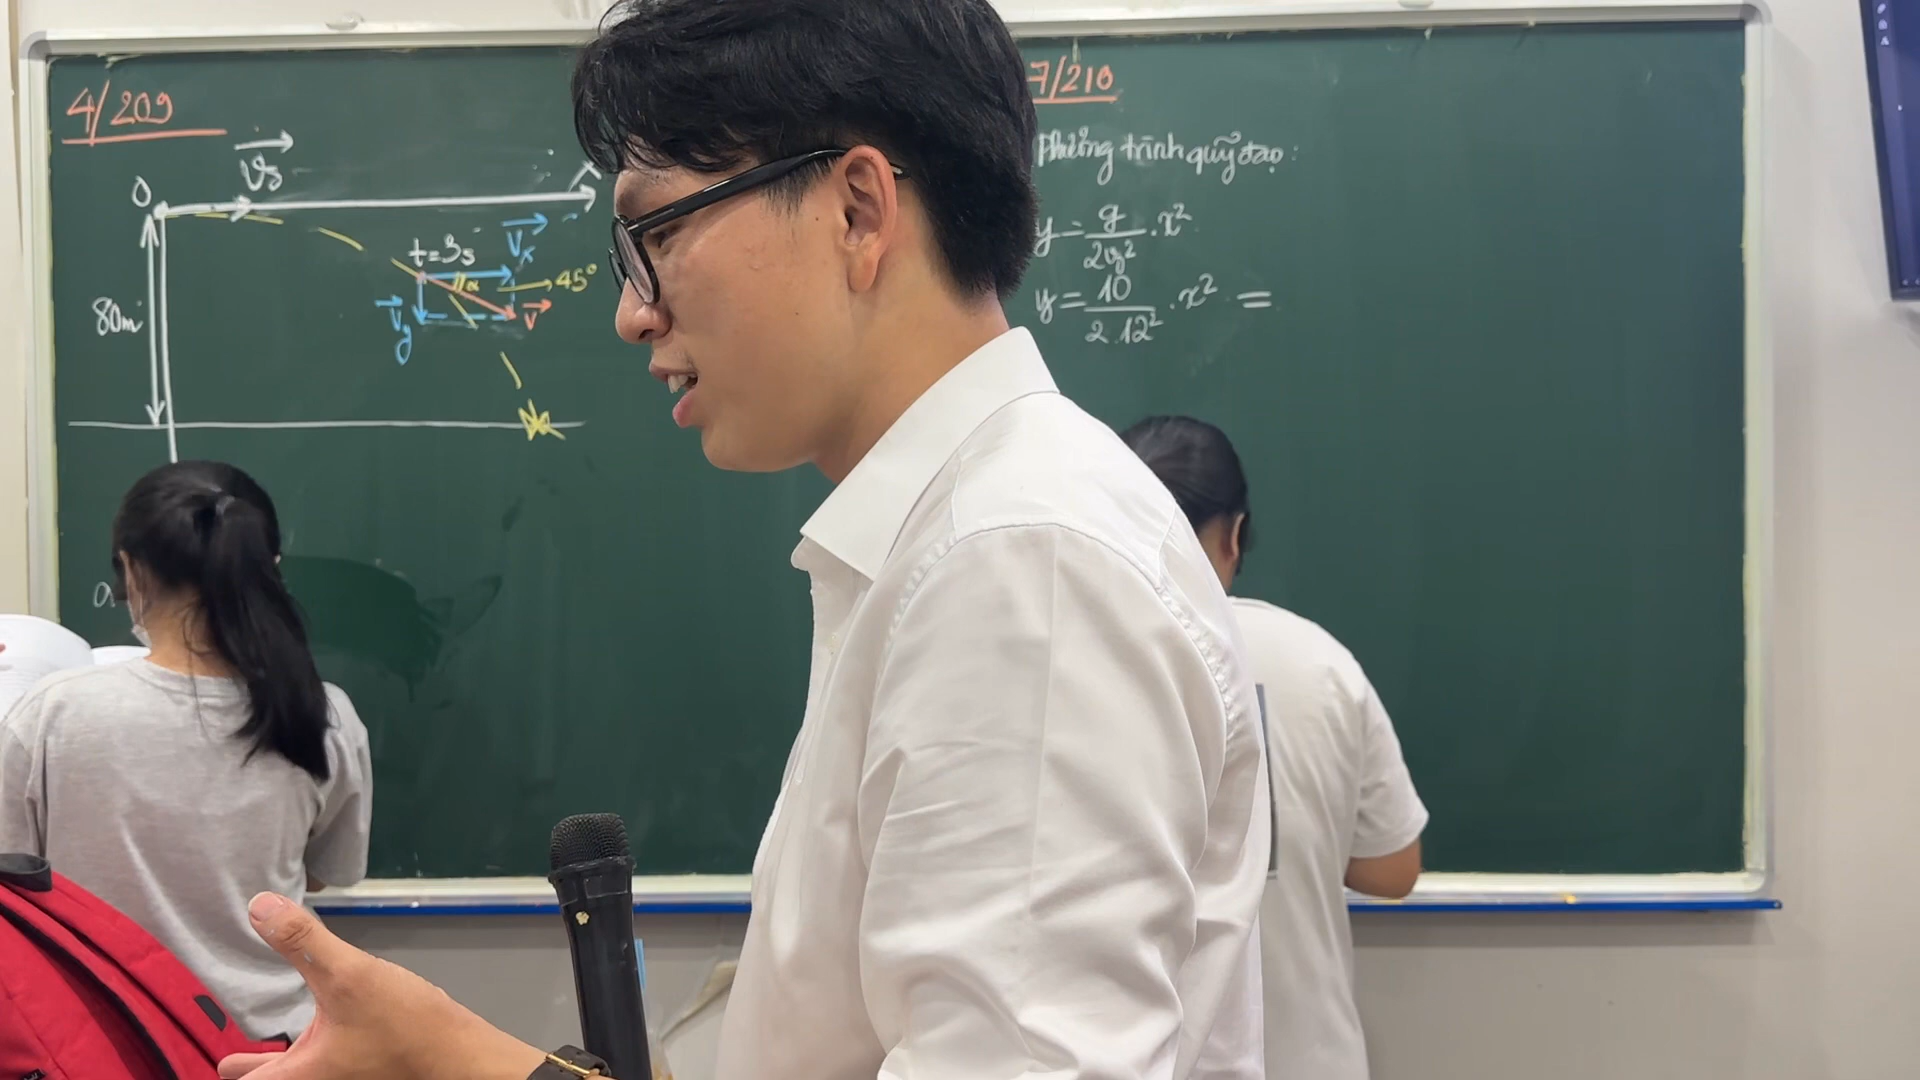 4/209
v₀
O
t=3s
vₓ
45°
α
80m
v_y
v
7/210
Phương trình quỹ đạo:
y = g/2v₀² . x²
y = 10/2.12² . x² =